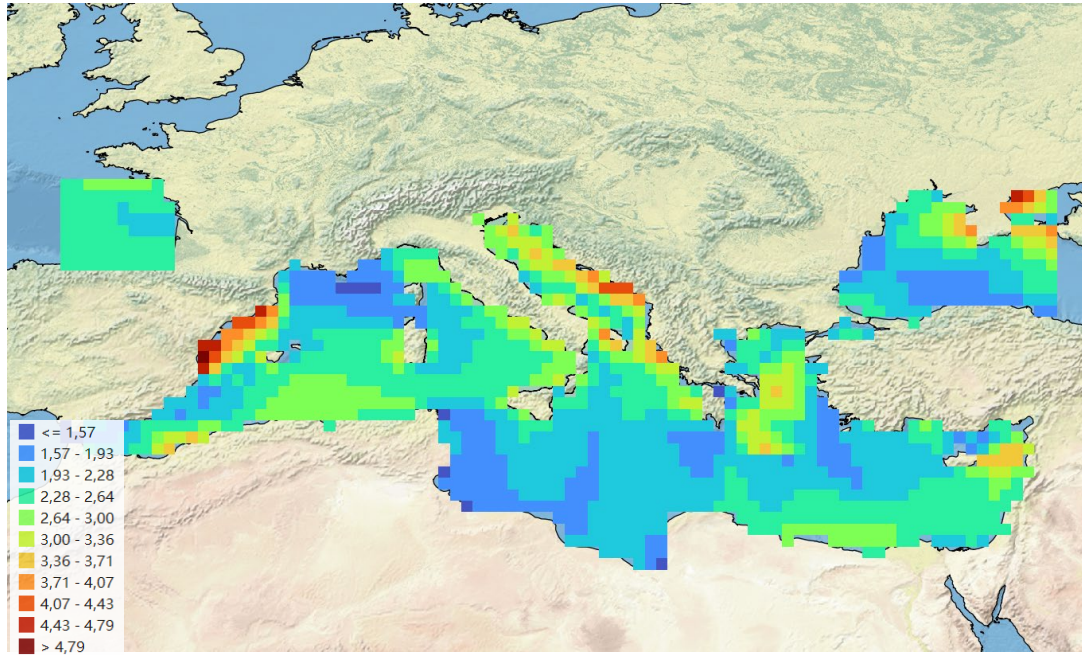 <= 1,57
1,57 - 1,93
1,93 - 2,28
2,28 - 2,64
2,64 - 3,00
3,00 - 3,36
3,36 - 3,71
3,71 - 4,07
4,07 - 4,43
4,43 - 4,79
> 4,79